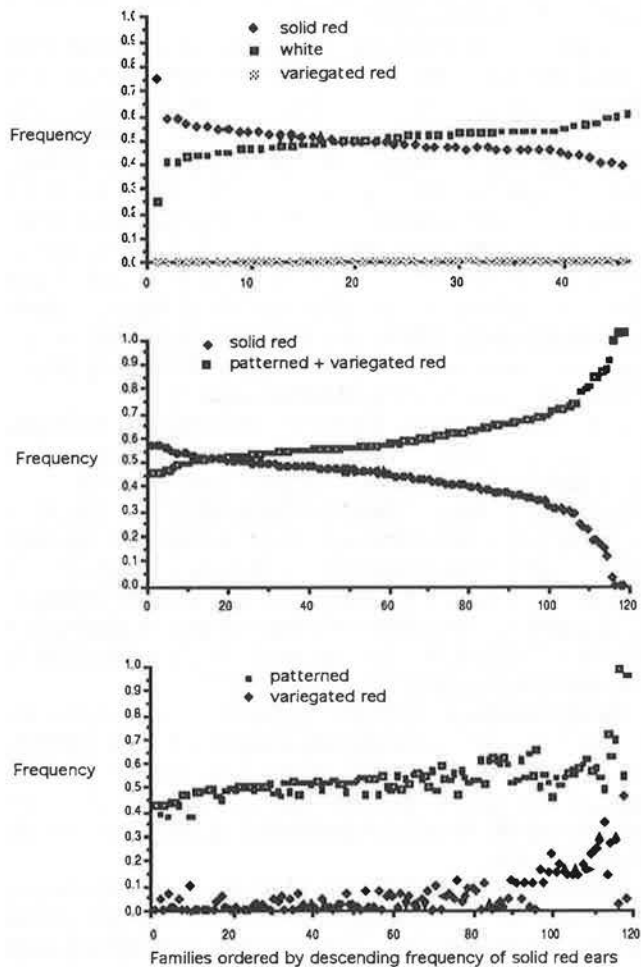 solid red
white
variegated red
Frequency
1.0
0.9
0.8
0.7
0.6
0.5
0.4
0.3
0.2
0.1
0.0
0 10 20 30 40
solid red
patterned + variegated red
Frequency
1.0
0.9
0.8
0.7
0.6
0.5
0.4
0.3
0.2
0.1
0.0
0 20 40 60 80 100 120
patterned
variegated red
Frequency
1.0
0.9
0.8
0.7
0.6
0.5
0.4
0.3
0.2
0.1
0.0
0 20 40 60 80 100 120
Families ordered by descending frequency of solid red ears